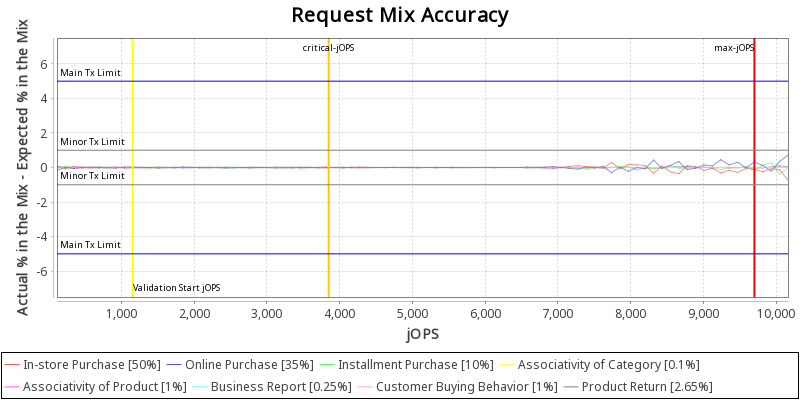 Request Mix Accuracy
Actual % in the Mix - Expected % in the Mix
critical-jOPS
max-jOPS
6
Main Tx Limit
4
2
Minor Tx Limit
0
Minor Tx Limit
-2
-4
Main Tx Limit
-6
Validation Start jOPS
1,000 2,000 3,000 4,000 5,000 6,000 7,000 8,000 9,000 10,000
jOPS
In-store Purchase [50%] Online Purchase [35%] Installment Purchase [10%] Associativity of Category [0.1%]
Associativity of Product [1%] Business Report [0.25%] Customer Buying Behavior [1%] Product Return [2.65%]